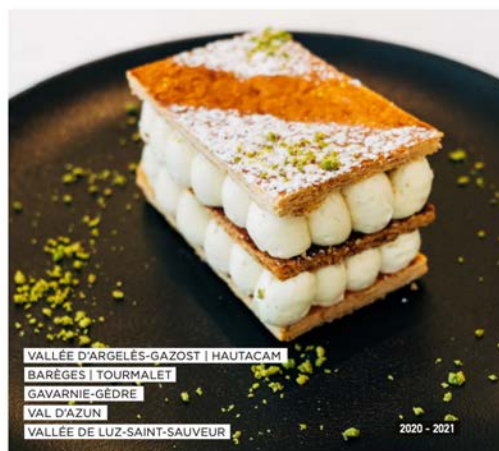 VALLÉE D'ARGELÈS-GAZOST | HAUTACAM
BARÈGES | TOURMALET
GAVARNIE-GÈDRE
VAL D'AZUN
VALLÉE DE LUZ-SAINT-SAUVEUR
2020 - 2021